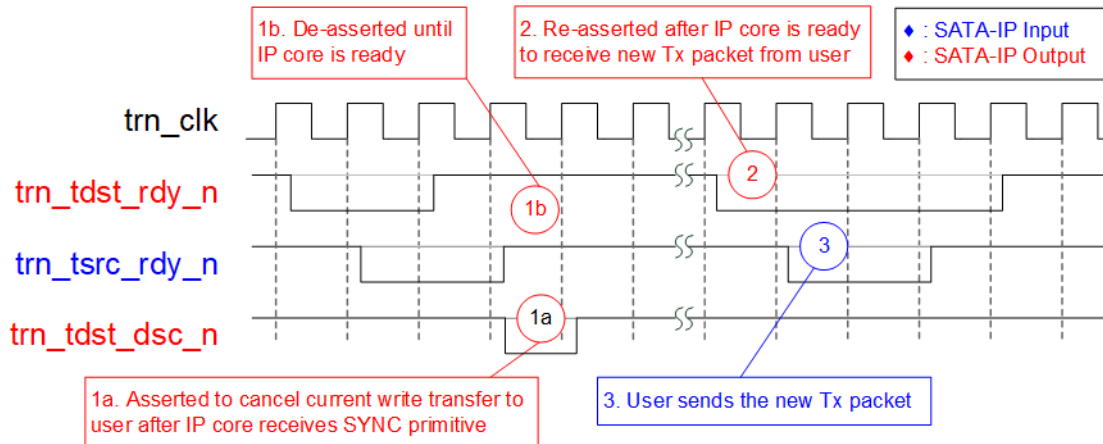 1b. De-asserted until
IP core is ready
2. Re-asserted after IP core is ready
to receive new Tx packet from user
♦ : SATA-IP Input
♦ : SATA-IP Output
trn_clk
trn_tdst_rdy_n
2
1b
trn_tsrc_rdy_n
3
trn_tdst_dsc_n
1a
1a. Asserted to cancel current write transfer to
user after IP core receives SYNC primitive
3. User sends the new Tx packet